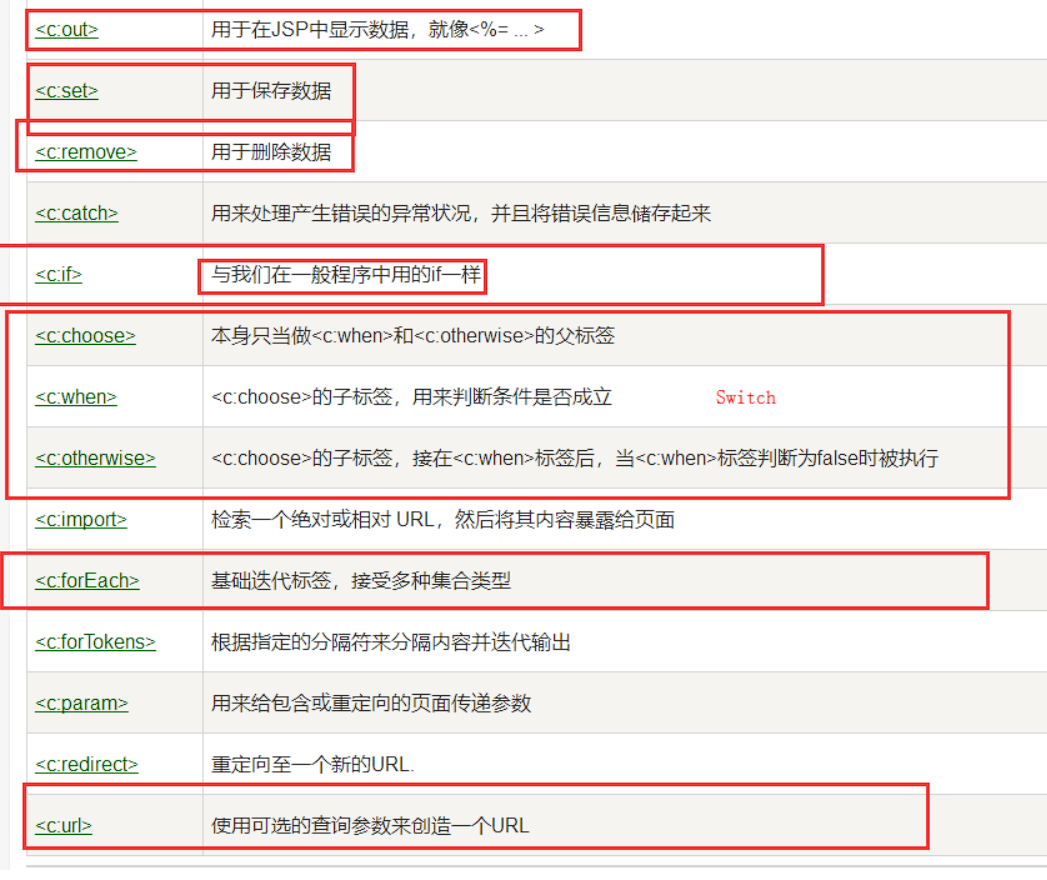 <c:out> 用于在JSP中显示数据，就像<%= ... >
<c:set> 用于保存数据
<c:remove> 用于删除数据
<c:catch> 用来处理产生错误的异常状况，并且将错误信息储存起来
<c:if> 与我们在一般程序中用的if一样
<c:choose> 本身只当做<c:when>和<c:otherwise>的父标签
<c:when> <c:choose>的子标签，用来判断条件是否成立 Switch
<c:otherwise> <c:choose>的子标签，接在<c:when>标签后，当<c:when>标签判断为false时被执行
<c:import> 检索一个绝对或相对 URL，然后将其内容暴露给页面
<c:forEach> 基础迭代标签，接受多种集合类型
<c:forTokens> 根据指定的分隔符来分隔内容并迭代输出
<c:param> 用来给包含或重定向的页面传递参数
<c:redirect> 重定向至一个新的URL.
<c:url> 使用可选的查询参数来创造一个URL